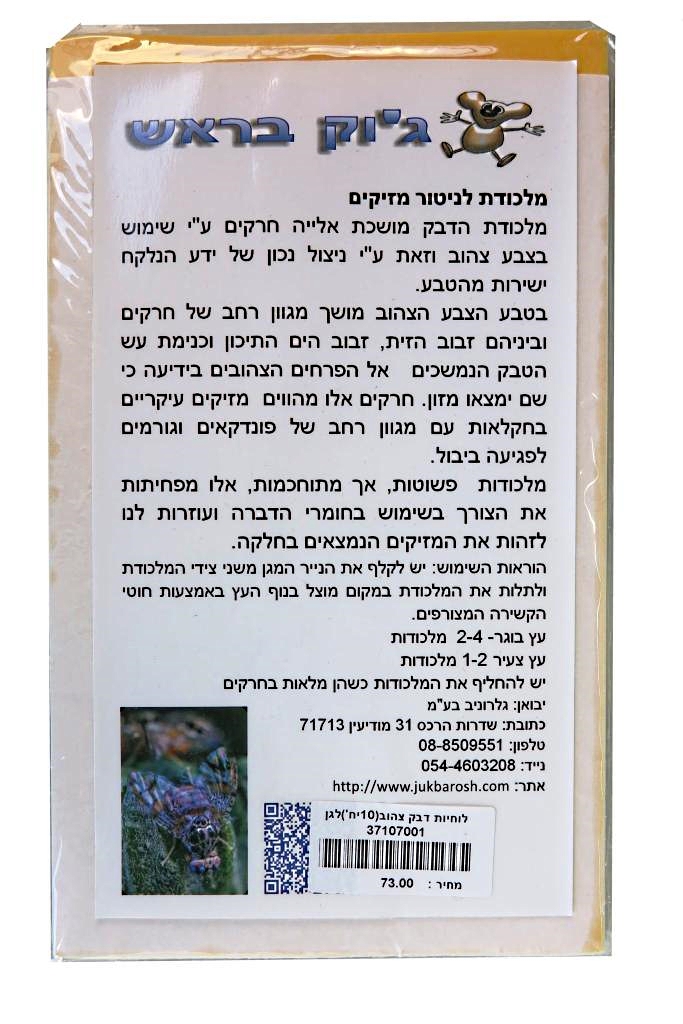 ג'וק בראש
מלכודת לניטור מזיקים
מלכודת הדבק מושכת אלייה חרקים ע"י שימוש
בצבע צהוב וזאת ע"י ניצול נכון של ידע הנלקח
ישירות מהטבע.
בטבע הצבע הצהוב מושך מגוון רחב של חרקים
וביניהם זבוב הזית, זבוב הים התיכון וכנימת עש
הטבק הנמשכים אל הפרחים הצהובים בידיעה כי
שם ימצאו מזון. חרקים אלו מהווים מזיקים עיקריים
בחקלאות עם מגוון רחב של פונדקאים וגורמים
לפגיעה ביבול.
מלכודות פשוטות, אך מתוחכמות, אלו מפחיתות
את הצורך בשימוש בחומרי הדברה ועוזרות לנו
לזהות את המזיקים הנמצאים בחלקה.
הוראות השימוש: יש לקלף את הנייר המגן משני צידי המלכודת
ולתלות את המלכודת במקום מוצל בנוף העץ באמצעות חוטי
הקשירה המצורפים.
עץ בוגר- 2-4 מלכודות
עץ צעיר 1-2 מלכודות
יש להחליף את המלכודות כשהן מלאות בחרקים
יבואן: גלרוניב בע"מ
כתובת: שדרות הרכס 31 מודיעין 71713
טלפון: 08-8509551
נייד: 054-4603208
אתר: http://www.jukbarosh.com
לוחיות דבק צהוב(10יח')לגן
37107001
מחיר : 73.00